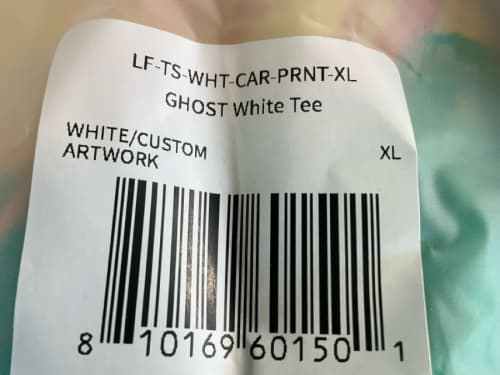 LF-TS-WHT-CAR-PRNT-XL
GHOST White Tee
WHITE/CUSTOM
ARTWORK
XL
8 10169 60150 1